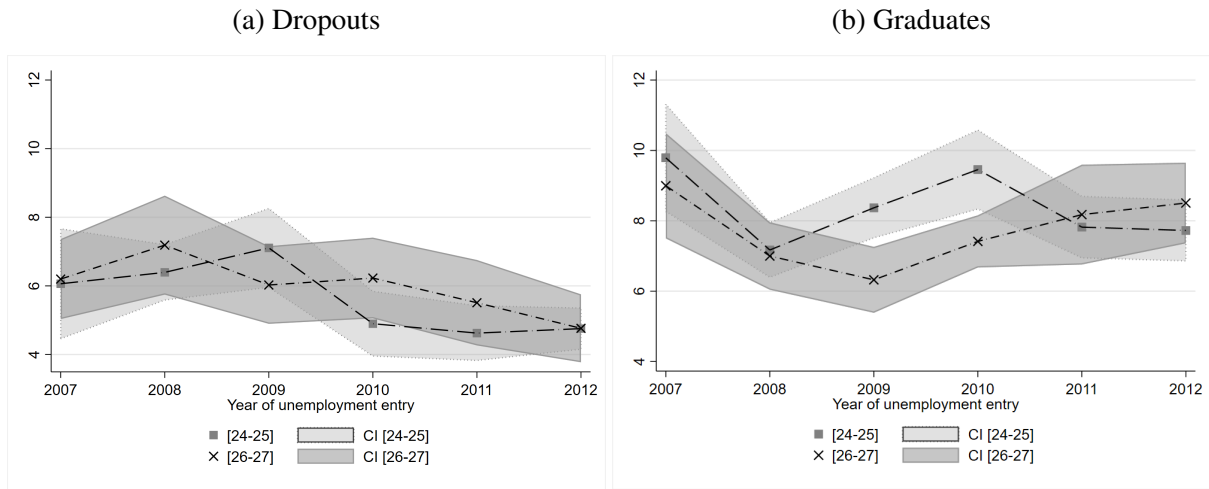 (a) Dropouts
12
10
8
6
4
2007 2008 2009 2010 2011 2012
Year of unemployment entry
[24-25] CI [24-25]
[26-27] CI [26-27]
(b) Graduates
12
10
8
6
4
2007 2008 2009 2010 2011 2012
Year of unemployment entry
[24-25] CI [24-25]
[26-27] CI [26-27]